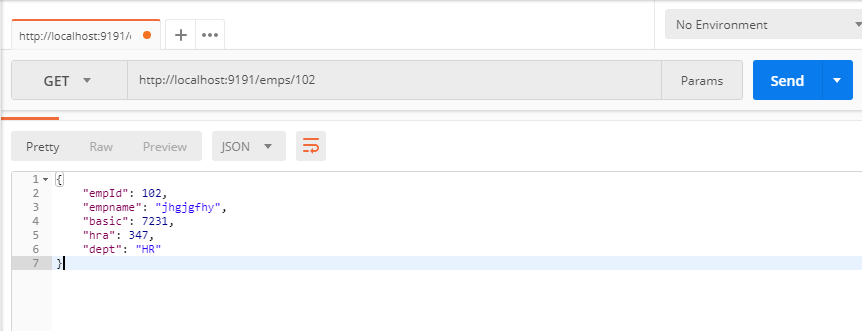 No Environment
http://localhost:9191/
GET http://localhost:9191/emps/102 Params Send
Pretty Raw Preview JSON
1 {
2 "empId": 102,
3 "empname": "jhgjgfhy",
4 "basic": 7231,
5 "hra": 347,
6 "dept": "HR"
7 }